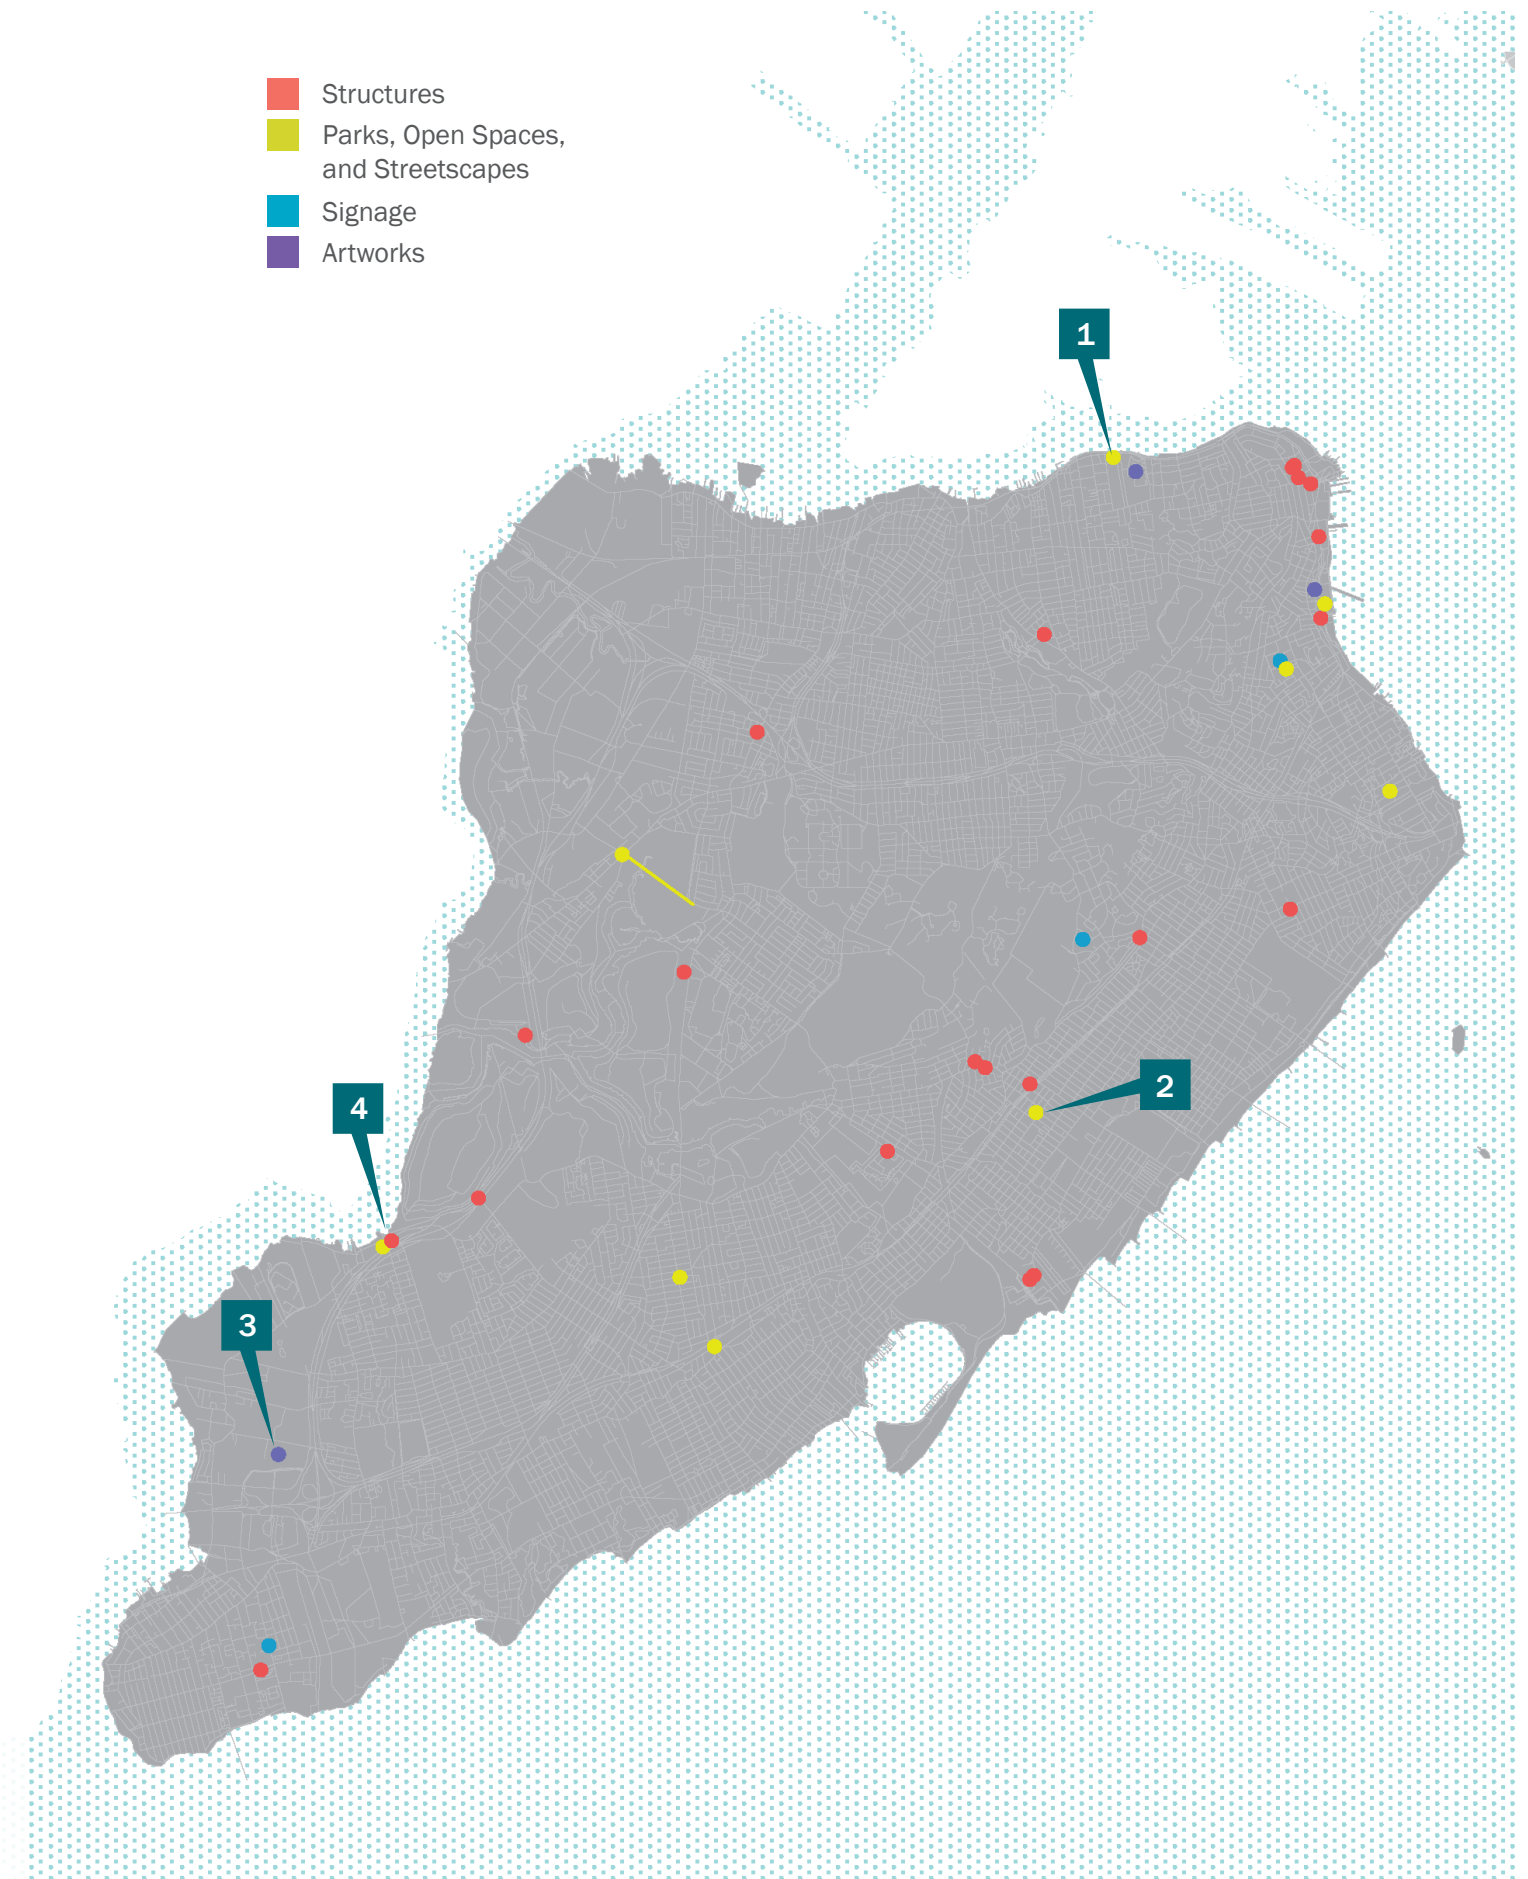 Structures
Parks, Open Spaces,
and Streetscapes
Signage
Artworks
1
2
4
3